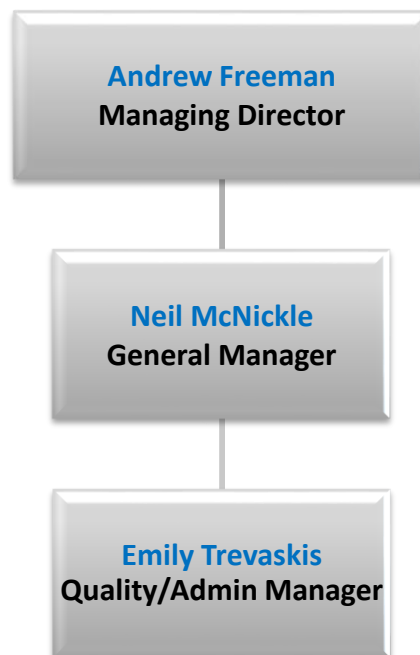 Andrew Freeman
Managing Director
Neil McNickle
General Manager
Emily Trevaskis
Quality/Admin Manager